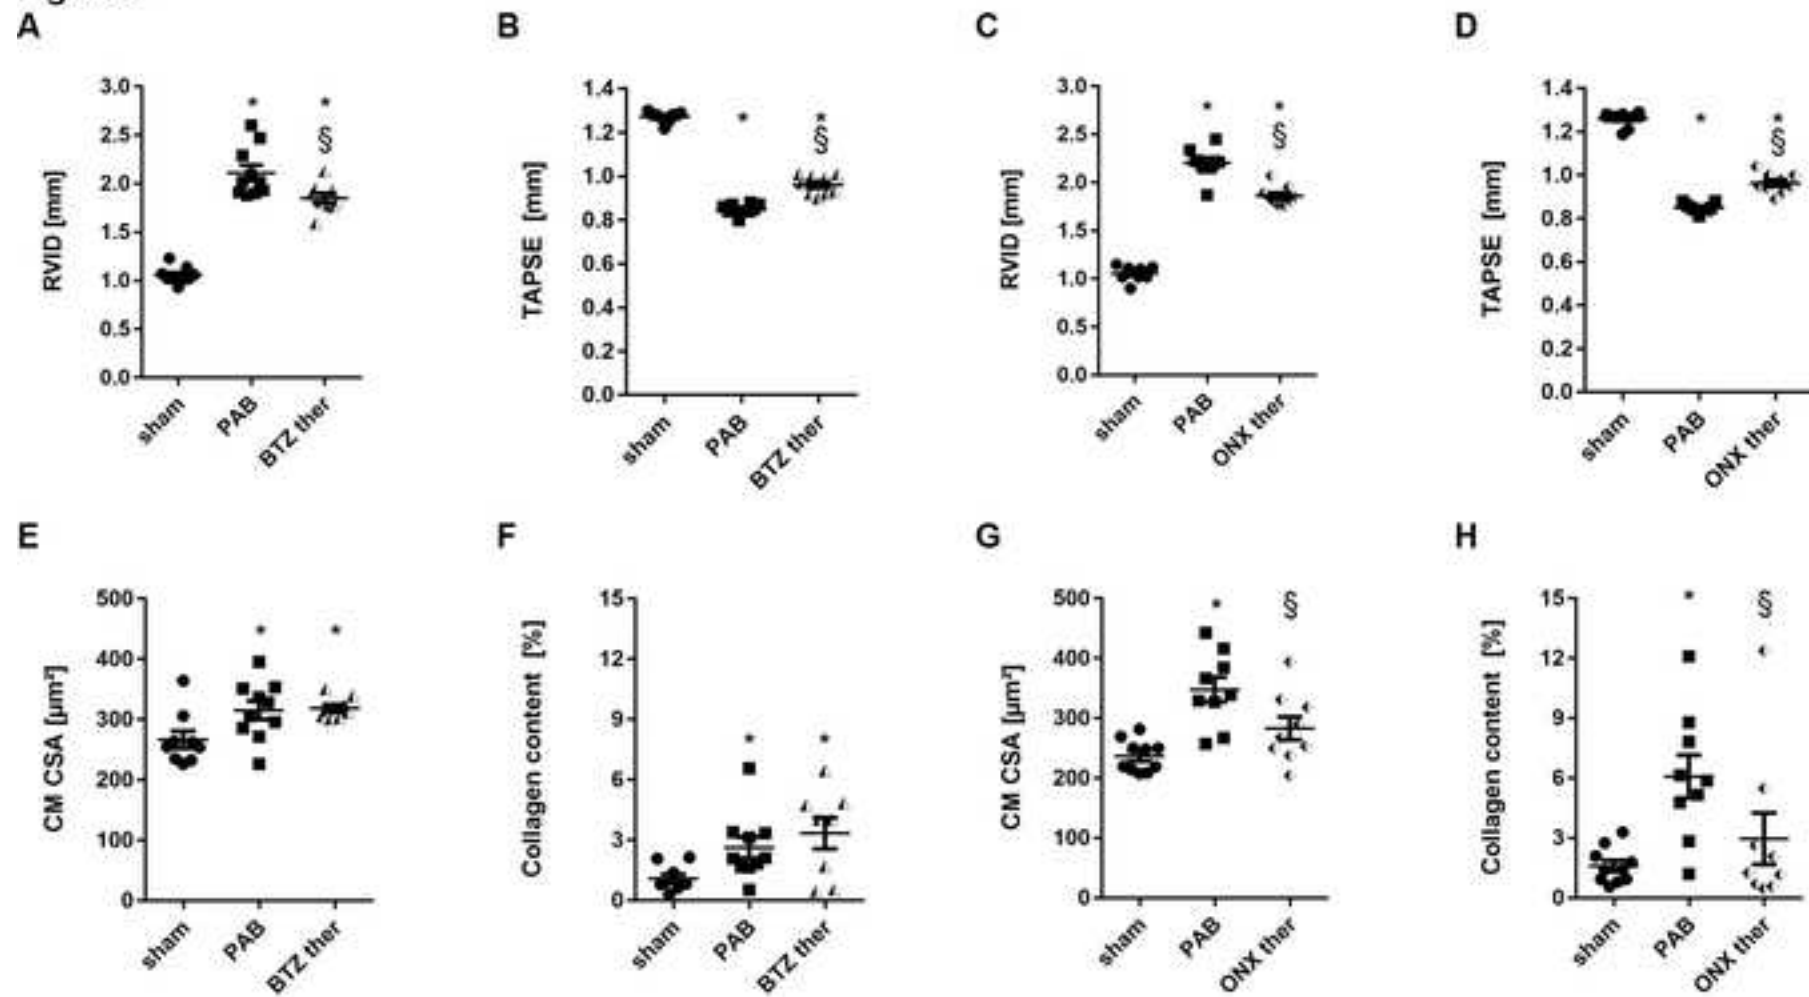 A
RVID [mm]
3.0
*
*
2.5
§
2.0
1.5
1.0
0.5
0.0
sham
PAB
BTZ ther
B
TAPSE [mm]
1.4
*
*
1.2
§
1.0
0.8
0.6
0.4
0.2
0.0
sham
PAB
BTZ ther
C
RVID [mm]
3.0
*
*
2.5
§
2.0
1.5
1.0
0.5
0.0
sham
PAB
ONX ther
D
TAPSE [mm]
1.4
*
*
1.2
§
1.0
0.8
0.6
0.4
0.2
0.0
sham
PAB
ONX ther
E
CM CSA [µm²]
500
*
*
400
300
200
100
0
sham
PAB
BTZ ther
F
Collagen content [%]
15
12
9
*
*
6
3
0
sham
PAB
BTZ ther
G
CM CSA [µm²]
500
*
§
400
300
200
100
0
sham
PAB
ONX ther
H
Collagen content [%]
15
*
§
12
9
6
3
0
sham
PAB
ONX ther